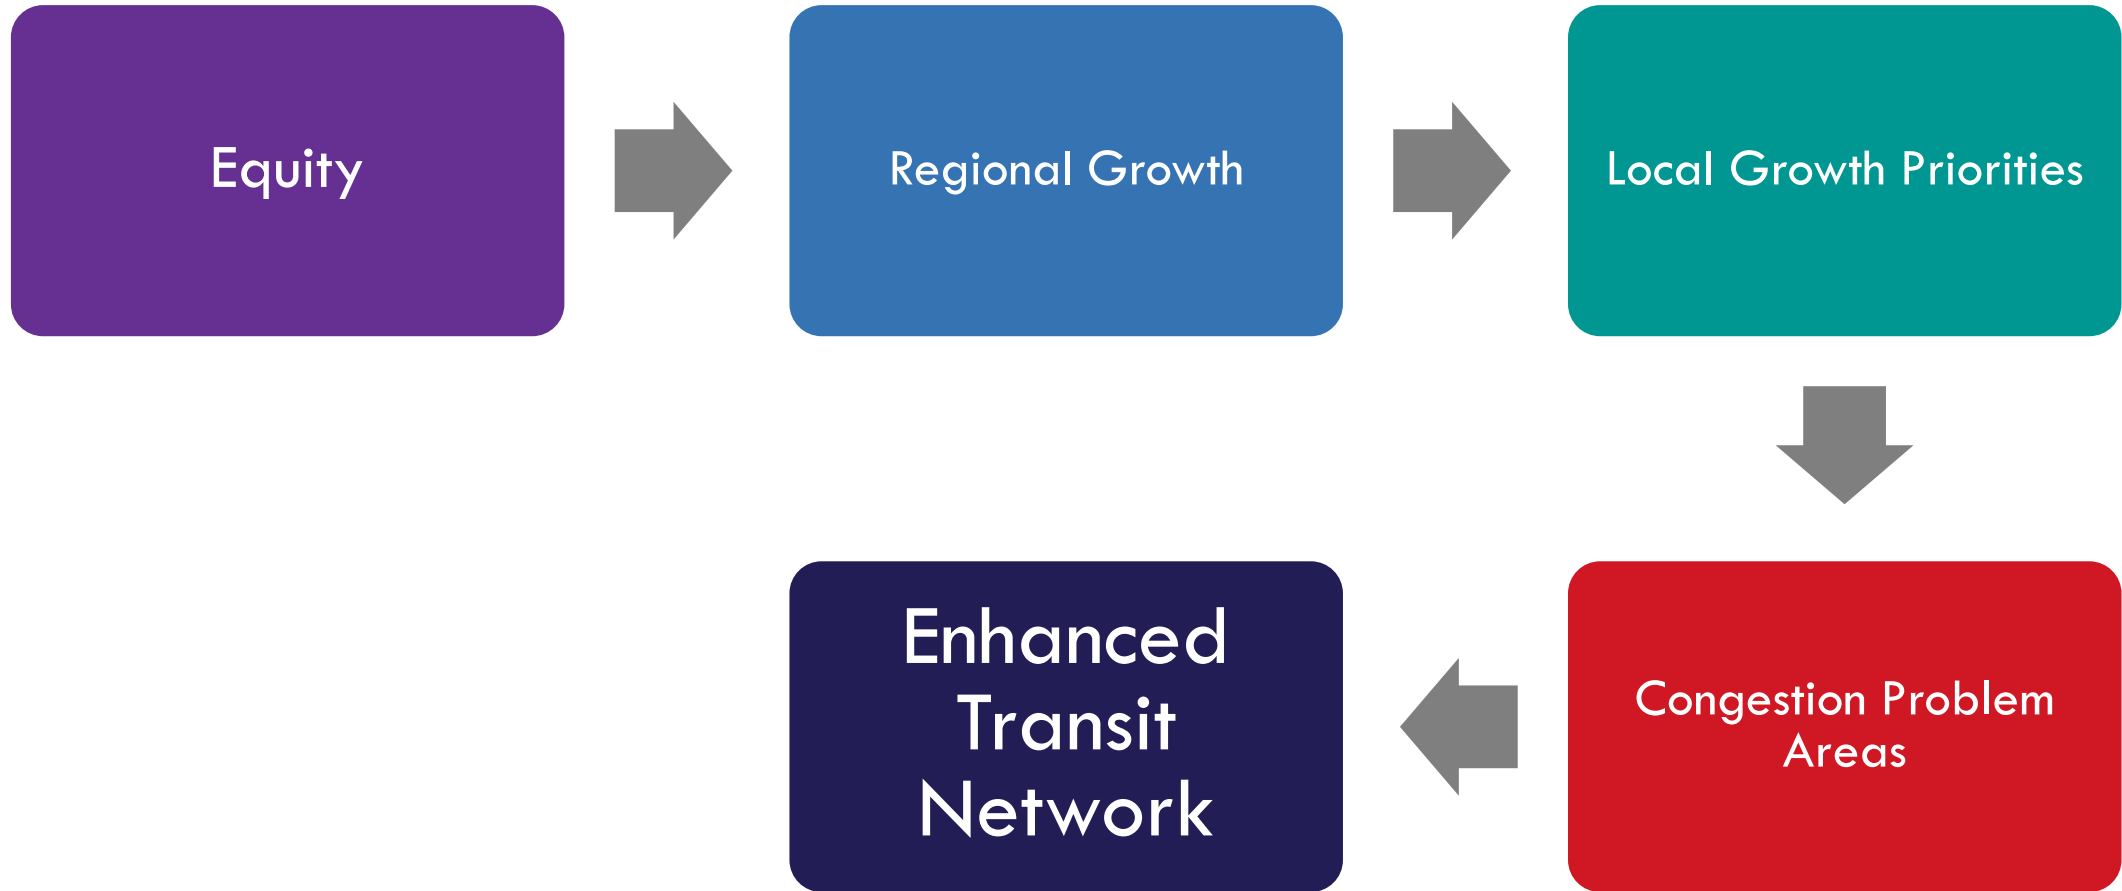 Equity
Regional Growth
Local Growth Priorities
Congestion Problem
Areas
Enhanced
Transit
Network